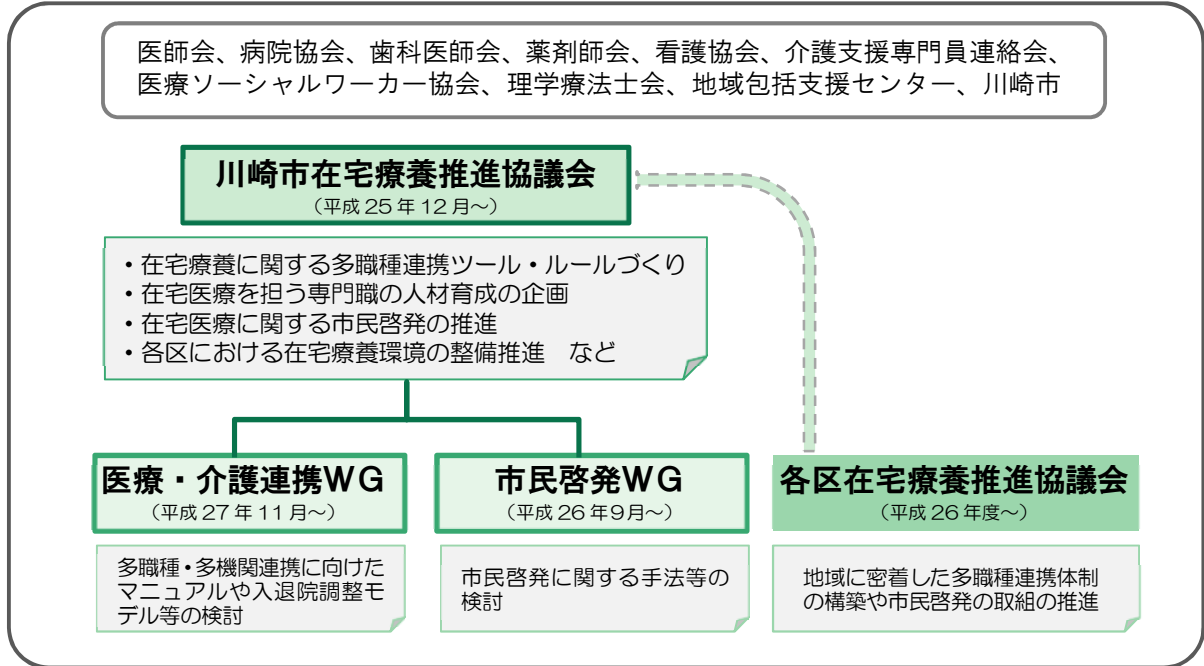 医師会、病院協会、歯科医師会、薬剤師会、看護協会、介護支援専門員連絡会、
医療ソーシャルワーカー協会、理学療法士会、地域包括支援センター、川崎市
川崎市在宅療養推進協議会
（平成25年12月～）
・在宅療養に関する多職種連携ツール・ルールづくり
・在宅医療を担う専門職の人材育成の企画
・在宅医療に関する市民啓発の推進
・各区における在宅療養環境の整備推進　など
医療・介護連携ＷＧ
（平成27年11月～）
多職種・多機関連携に向けた
マニュアルや入退院調整モ
デル等の検討
市民啓発ＷＧ
（平成26年9月～）
市民啓発に関する手法等の
検討
各区在宅療養推進協議会
（平成26年度～）
地域に密着した多職種連携体制
の構築や市民啓発の取組の推進